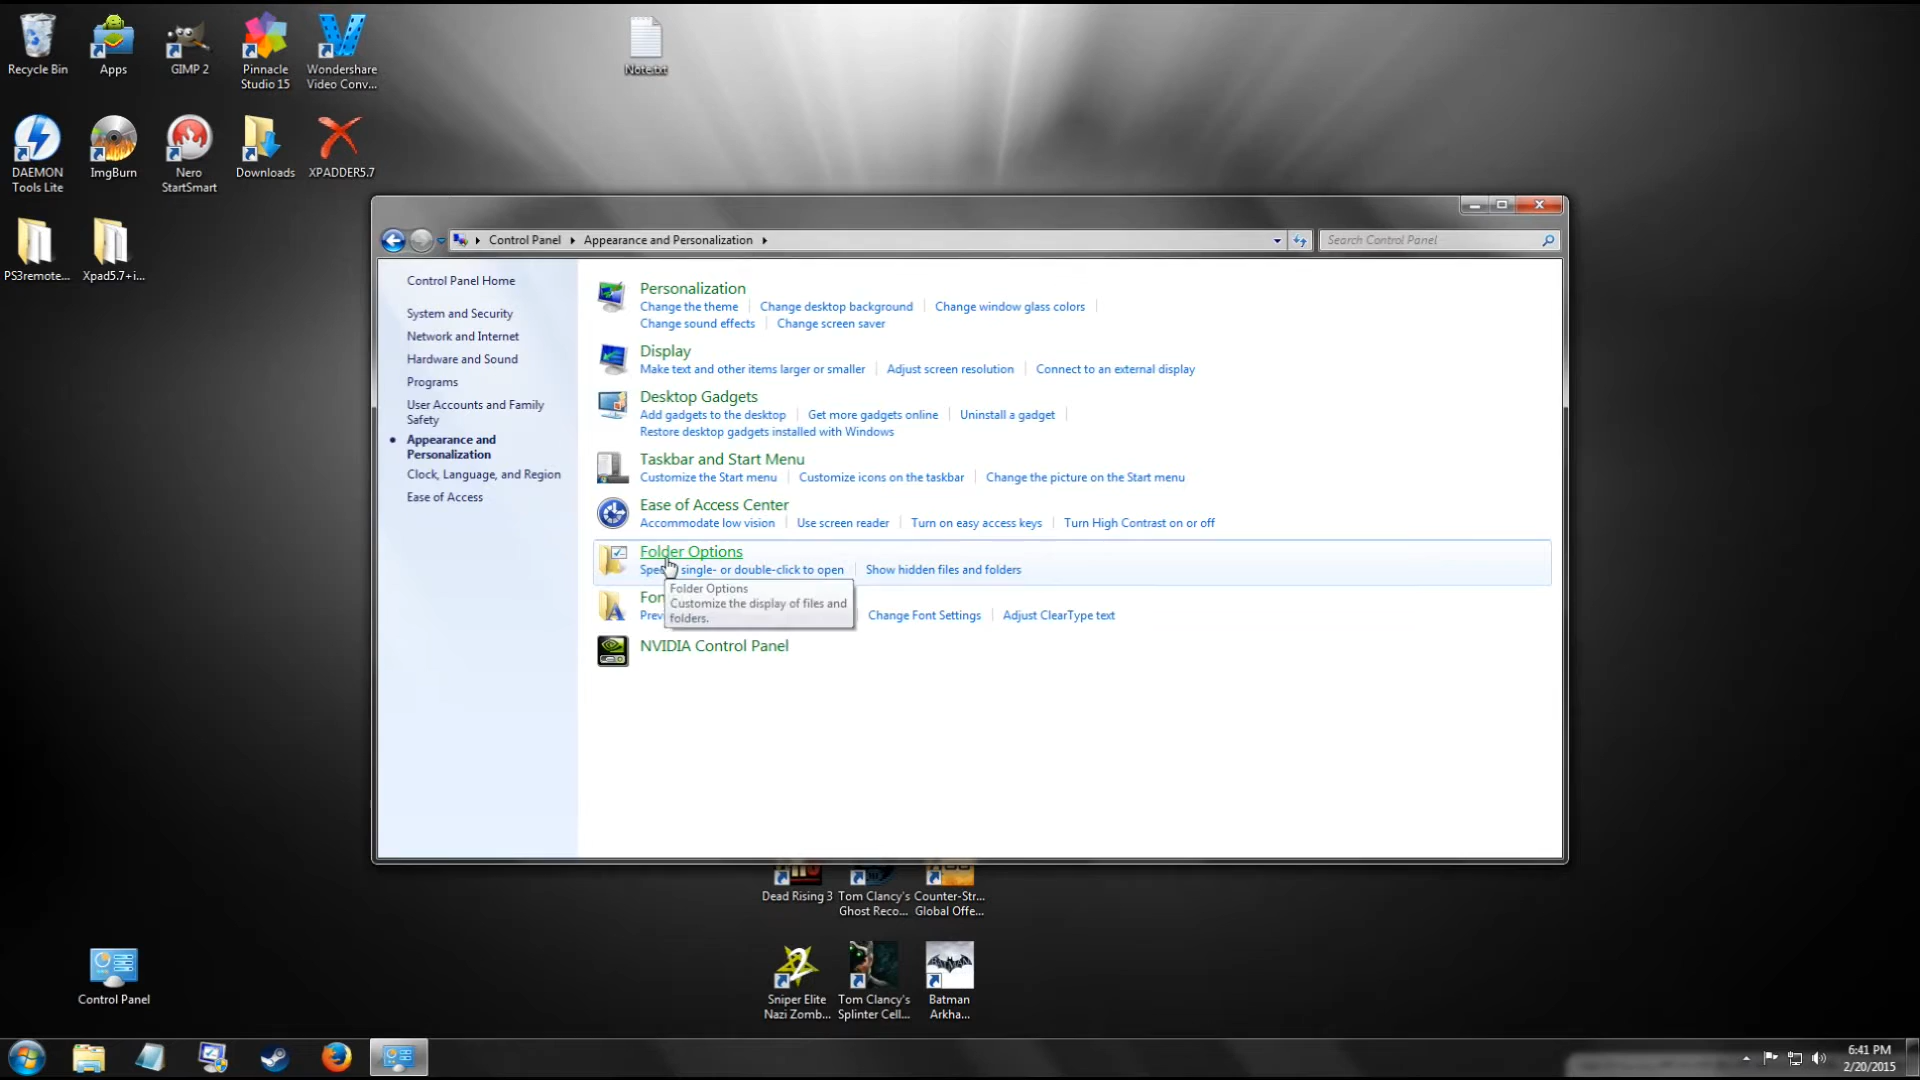 Recycle Bin
Apps
GIMP 2
Pinnacle
Studio 15
Wondershare
Video Conv...
Note.txt
DAEMON
Tools Lite
ImgBurn
Nero
StartSmart
Downloads
XPADDER5.7
PS3remote...
Xpad5.7+i...
Control Panel
Appearance and Personalization
Search Control Panel
Control Panel Home
System and Security
Network and Internet
Hardware and Sound
Programs
User Accounts and Family
Safety
Appearance and
Personalization
Clock, Language, and Region
Ease of Access
Personalization
Change the theme
Change desktop background
Change window glass colors
Change sound effects
Change screen saver
Display
Make text and other items larger or smaller
Adjust screen resolution
Connect to an external display
Desktop Gadgets
Add gadgets to the desktop
Get more gadgets online
Uninstall a gadget
Restore desktop gadgets installed with Windows
Taskbar and Start Menu
Customize the Start menu
Customize icons on the taskbar
Change the picture on the Start menu
Ease of Access Center
Accommodate low vision
Use screen reader
Turn on easy access keys
Turn High Contrast on or off
Folder Options
single- or double-click to open
Show hidden files and folders
Folder Options
Customize the display of files and
folders.
Change Font Settings
Adjust ClearType text
NVIDIA Control Panel
Dead Rising 3
Tom Clancy's
Ghost Reco...
Counter-Str...
Global Offe...
Sniper Elite
Nazi Zomb...
Tom Clancy's
Splinter Cell...
Batman
Arkha...
Control Panel
6:41 PM
2/20/2015